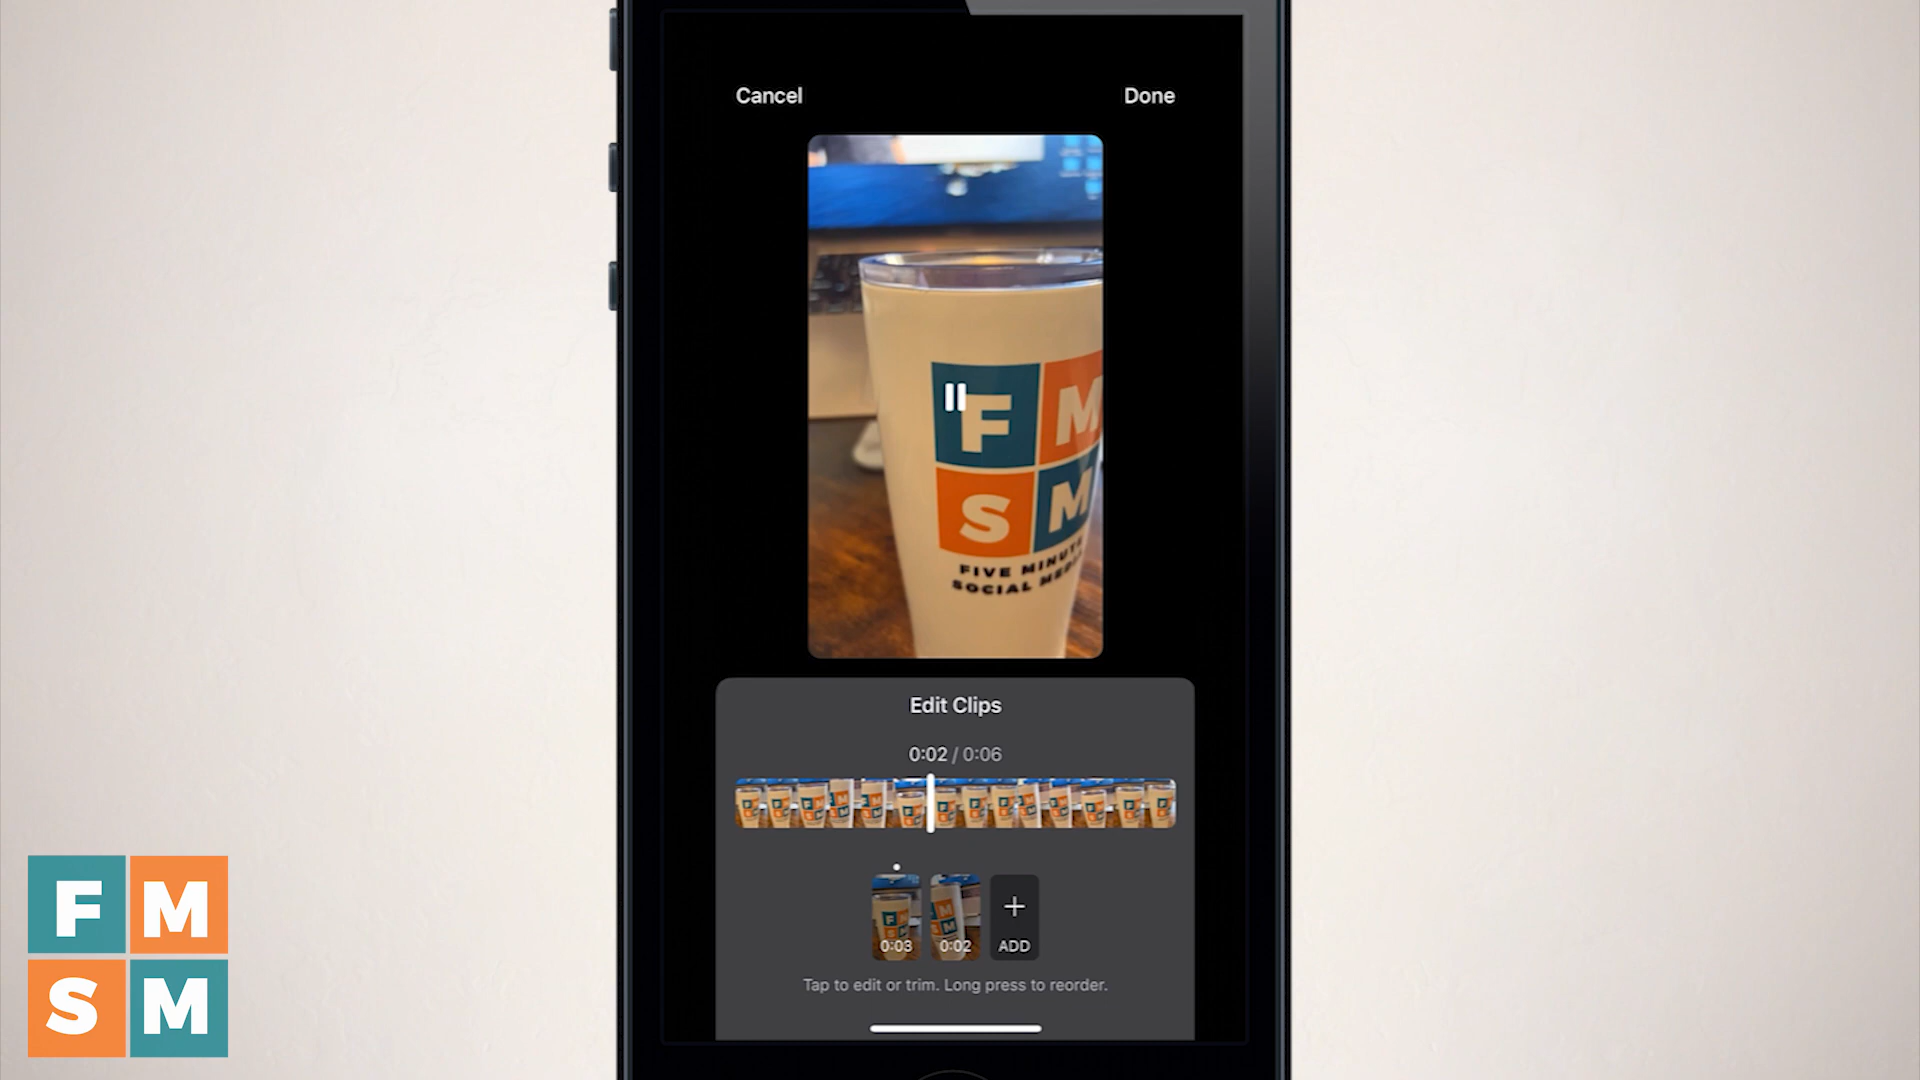 Cancel
Done
F M
S M
FIVE MINUTE
SOCIAL
Edit Clips
0:02 / 0:06
0:03
0:02
ADD
Tap to edit or trim. Long press to reorder.
F M
S M